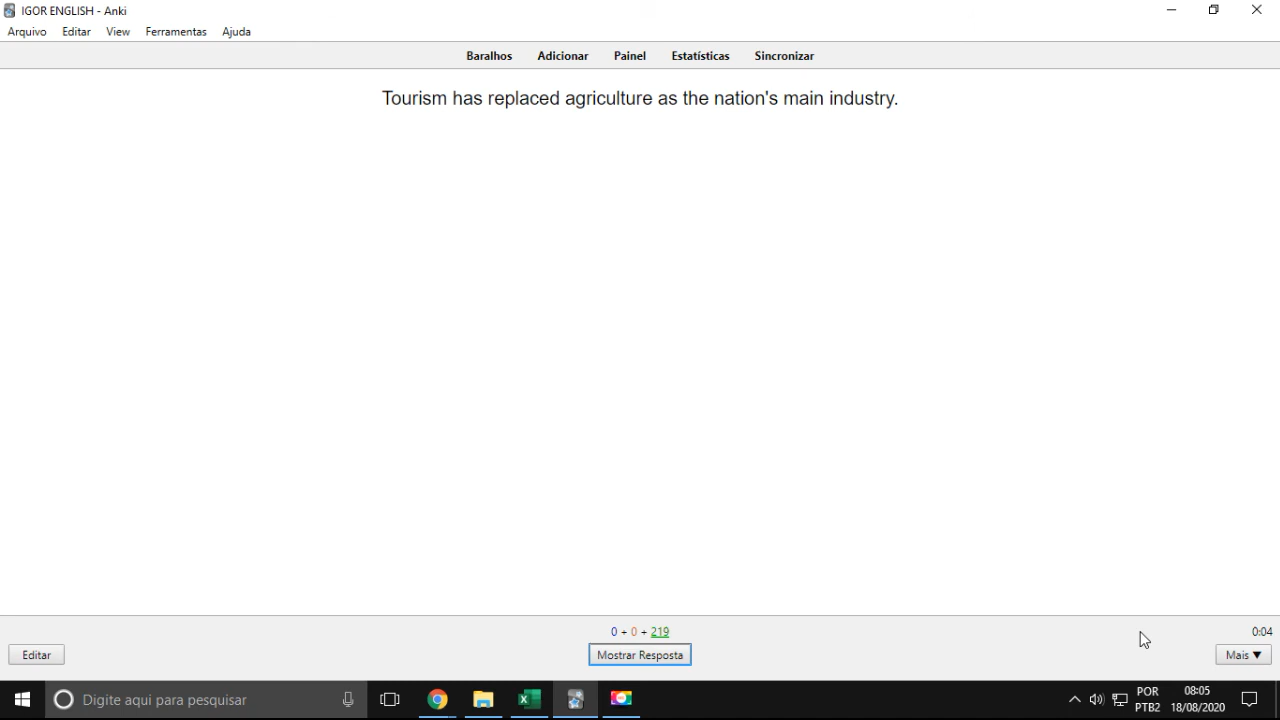 IGOR ENGLISH - Anki
Arquivo Editar View Ferramentas Ajuda
Baralhos Adicionar Painel Estatísticas Sincronizar
Tourism has replaced agriculture as the nation's main industry.
0 + 0 + 219
0:04
Editar Mostrar Resposta Mais ▼
Digite aqui para pesquisar
POR 08:05
PTB2 18/08/2020